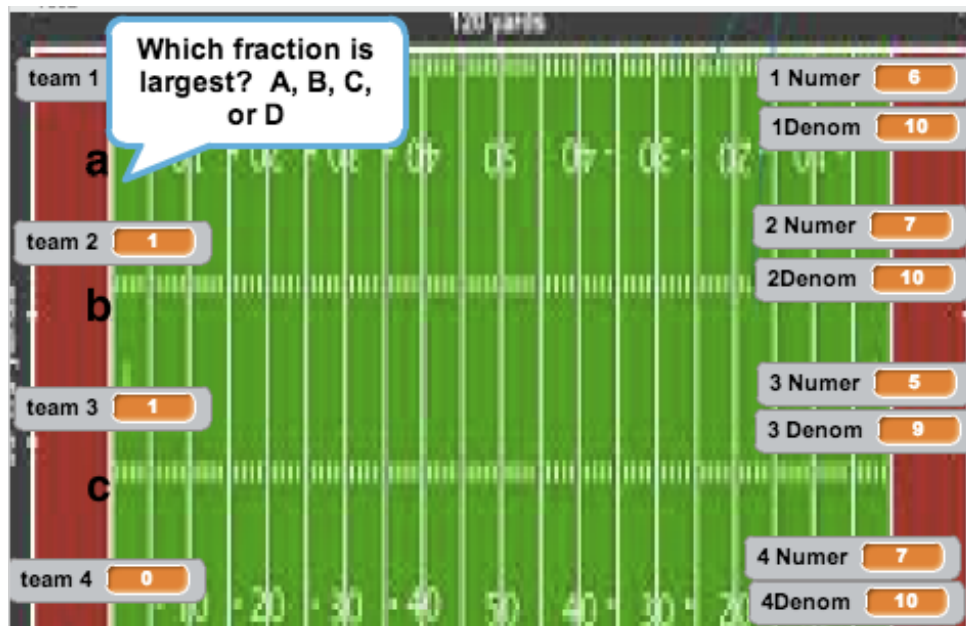 120 yards
Which fraction is
largest? A, B, C,
or D
team 1
1 Numer 6
1Denom 10
a
team 2 1
2 Numer 7
2Denom 10
b
3 Numer 5
team 3 1
3 Denom 9
c
4 Numer 7
team 4 0
4Denom 10
10 20 30 40 50 40 30 20